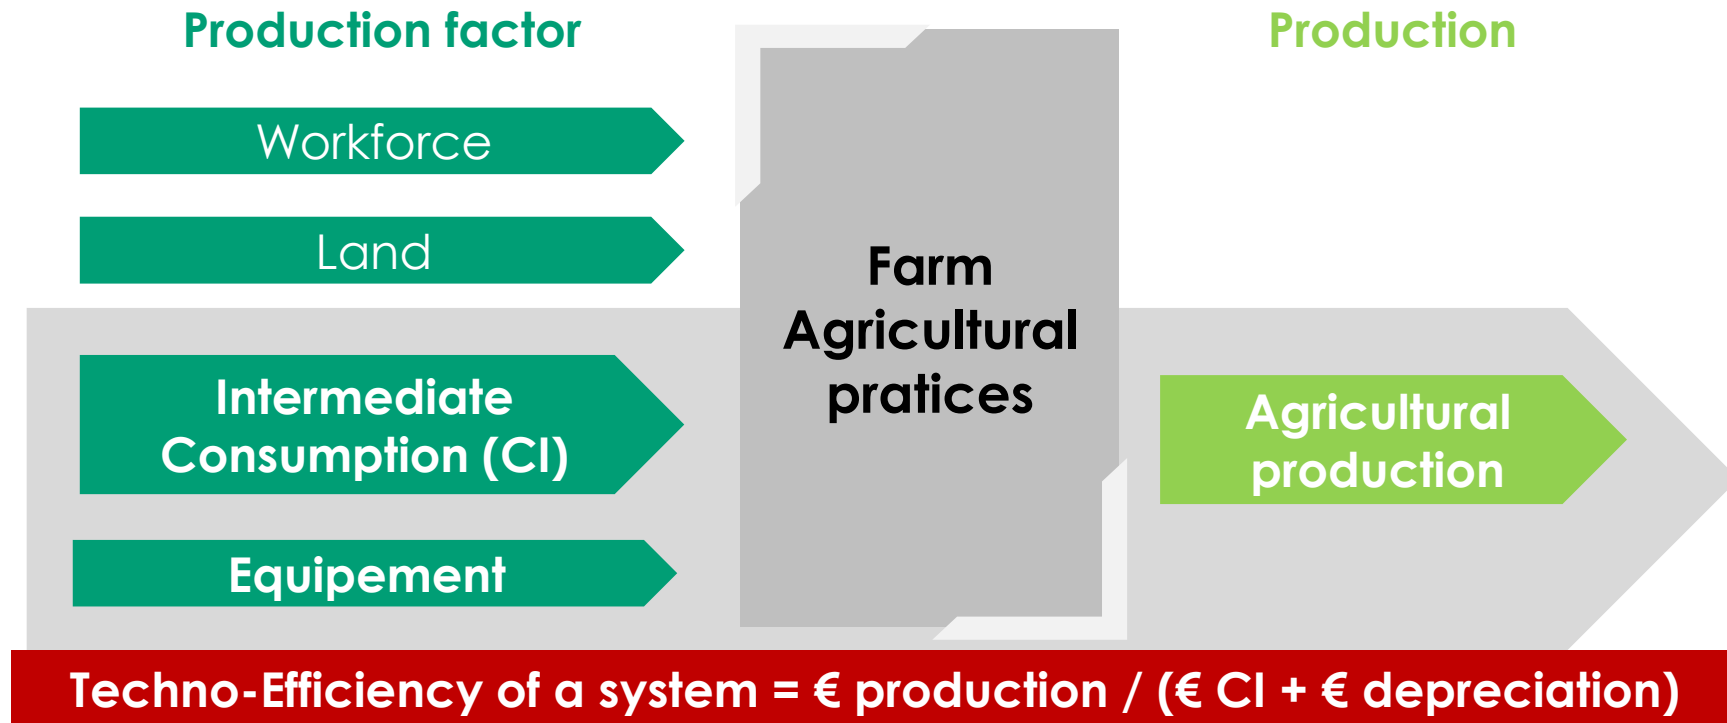 Production factor
Production
Workforce
Land
Intermediate
Consumption (CI)
Equipement
Farm
Agricultural
pratices
Agricultural
production
Techno-Efficiency of a system = € production / (€ CI + € depreciation)